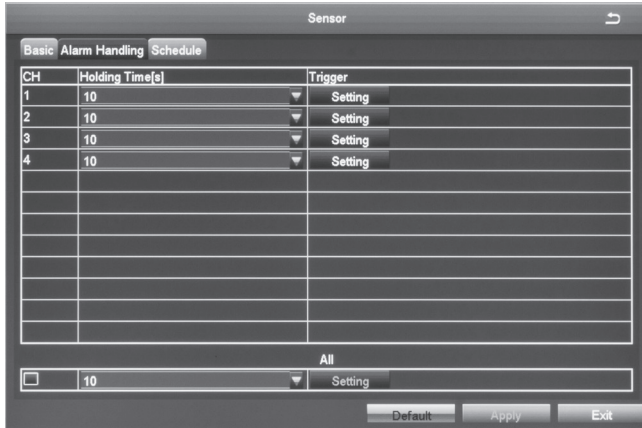 Sensor
Basic Alarm Handling Schedule
CH Holding Time[s] Trigger
1 10 Setting
2 10 Setting
3 10 Setting
4 10 Setting
All
10 Setting
Default Apply Exit